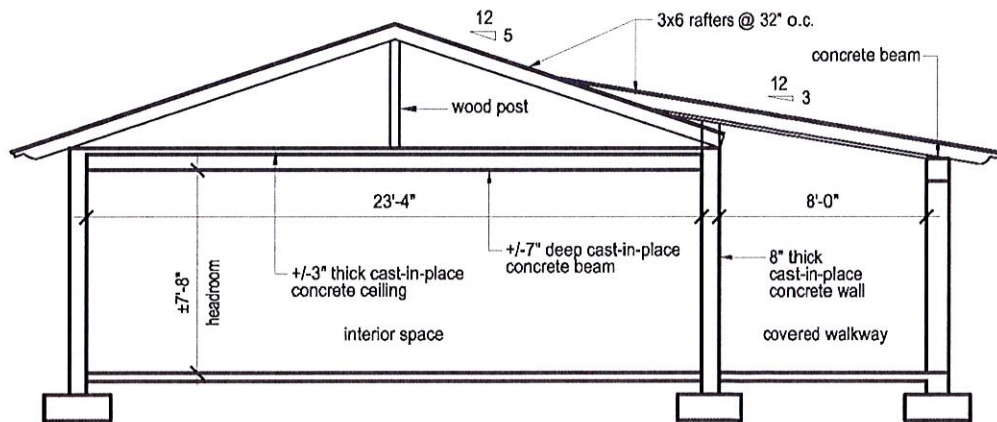 12
5
3x6 rafters @ 32" o.c.
concrete beam
12
3
wood post
23'-4"
8'-0"
±7'-8"
headroom
+/-3" thick cast-in-place
concrete ceiling
+/-7" deep cast-in-place
concrete beam
8" thick
cast-in-place
concrete wall
interior space
covered walkway